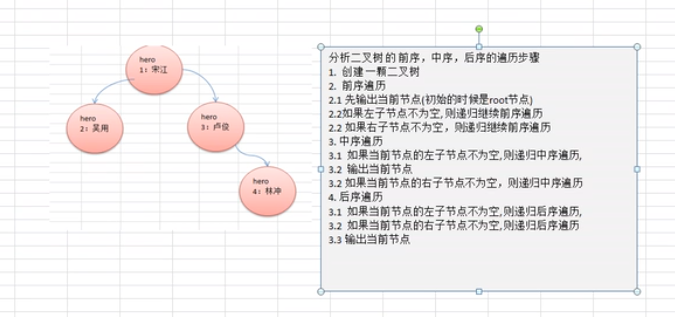 hero
1：宋江
hero
2：吴用
hero
3：卢俊
hero
4：林冲
分析二叉树的前序，中序，后序的遍历步骤
1. 创建一颗二叉树
2. 前序遍历
2.1 先输出当前节点(初始的时候是root节点)
2.2如果左子节点不为空,则递归继续前序遍历
2.2 如果右子节点不为空，则递归继续前序遍历
3. 中序遍历
3.1 如果当前节点的左子节点不为空,则递归中序遍历,
3.2 输出当前节点
3.2 如果当前节点的右子节点不为空，则递归中序遍历
4. 后序遍历
3.1 如果当前节点的左子节点不为空,则递归后序遍历,
3.2 如果当前节点的右子节点不为空,则递归后序遍历
3.3 输出当前节点